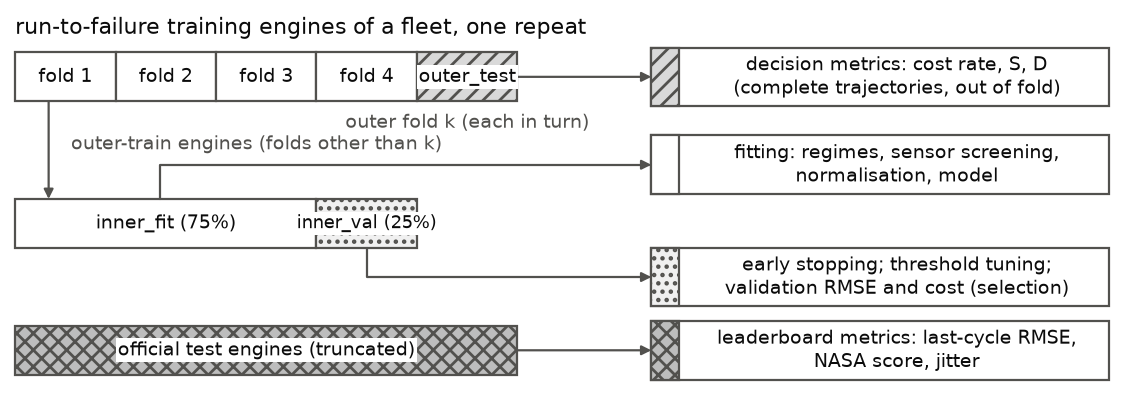 run-to-failure training engines of a fleet, one repeat
fold 1
fold 2
fold 3
fold 4
outer_test
decision metrics: cost rate, S, D
(complete trajectories, out of fold)
outer fold k (each in turn)
outer-train engines (folds other than k)
fitting: regimes, sensor screening,
normalisation, model
inner_fit (75%)
inner_val (25%)
early stopping; threshold tuning;
validation RMSE and cost (selection)
official test engines (truncated)
leaderboard metrics: last-cycle RMSE,
NASA score, jitter